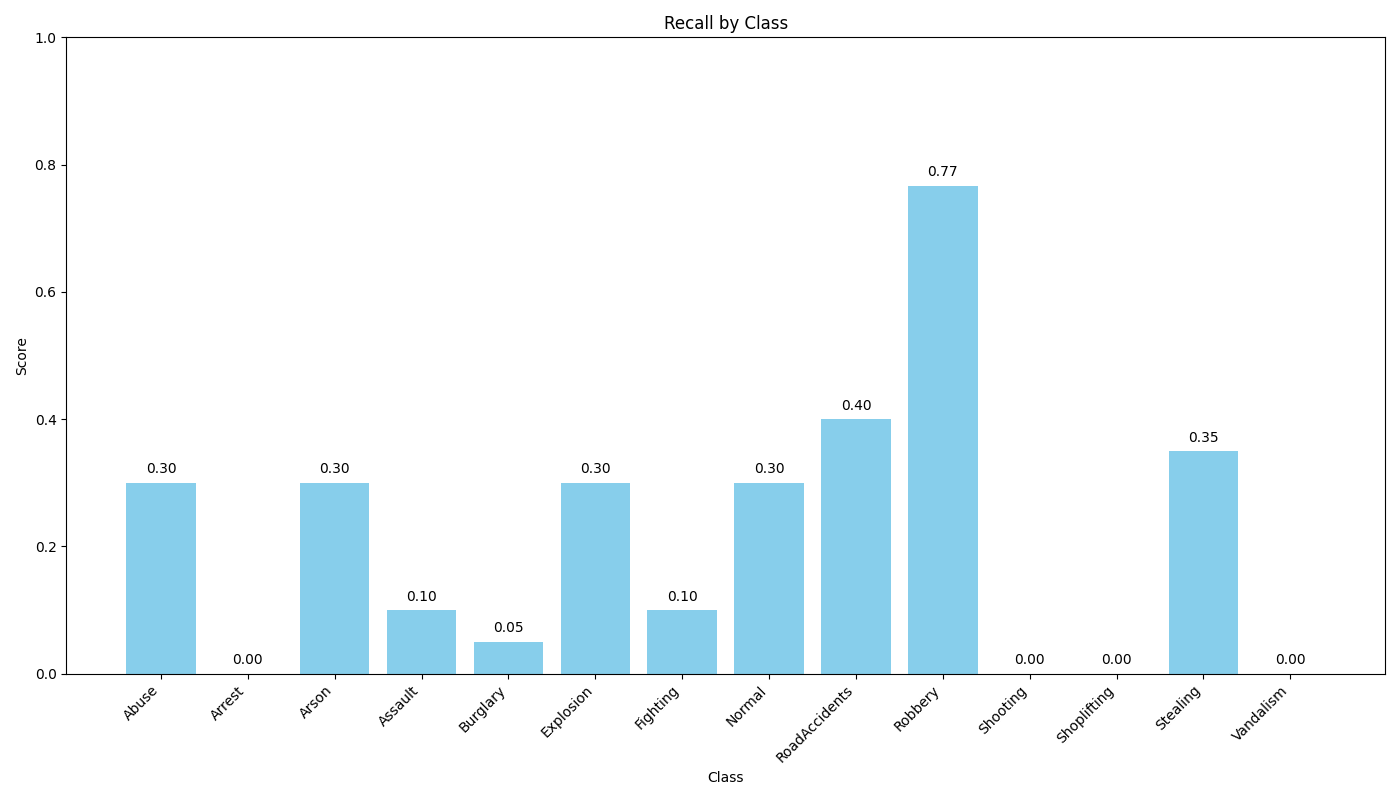 Recall by Class
1.0
0.8
0.6
0.4
0.2
0.0
Score
0.30
0.00
0.30
0.10
0.05
0.30
0.10
0.30
0.40
0.77
0.00
0.00
0.35
0.00
Abuse
Arrest
Arson
Assault
Burglary
Explosion
Fighting
Normal
RoadAccidents
Robbery
Shooting
Shoplifting
Stealing
Vandalism
Class